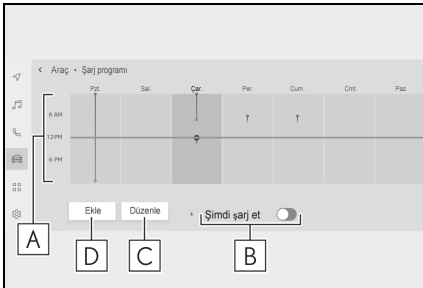 < Araç • Şarj programı
Pzt. Sal. Çar. Per. Cum. Cmt. Paz.
6 AM
12 PM
6 PM
Ekle Düzenle Şimdi şarj et
A D C B